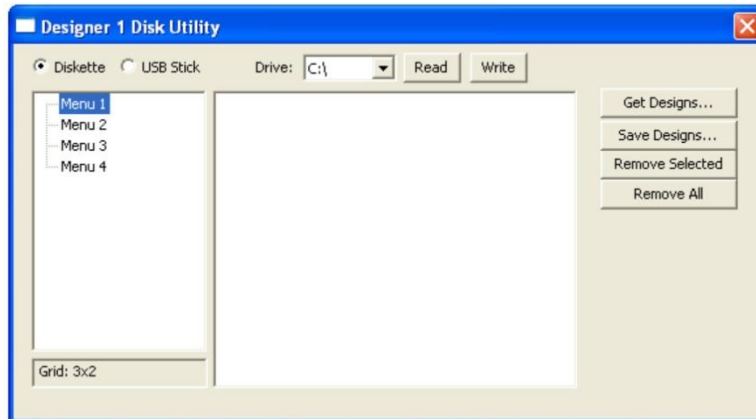 Designer 1 Disk Utility
Diskette USB Stick Drive: C:\ Read Write
Menu 1
Menu 2
Menu 3
Menu 4
Grid: 3x2
Get Designs...
Save Designs...
Remove Selected
Remove All